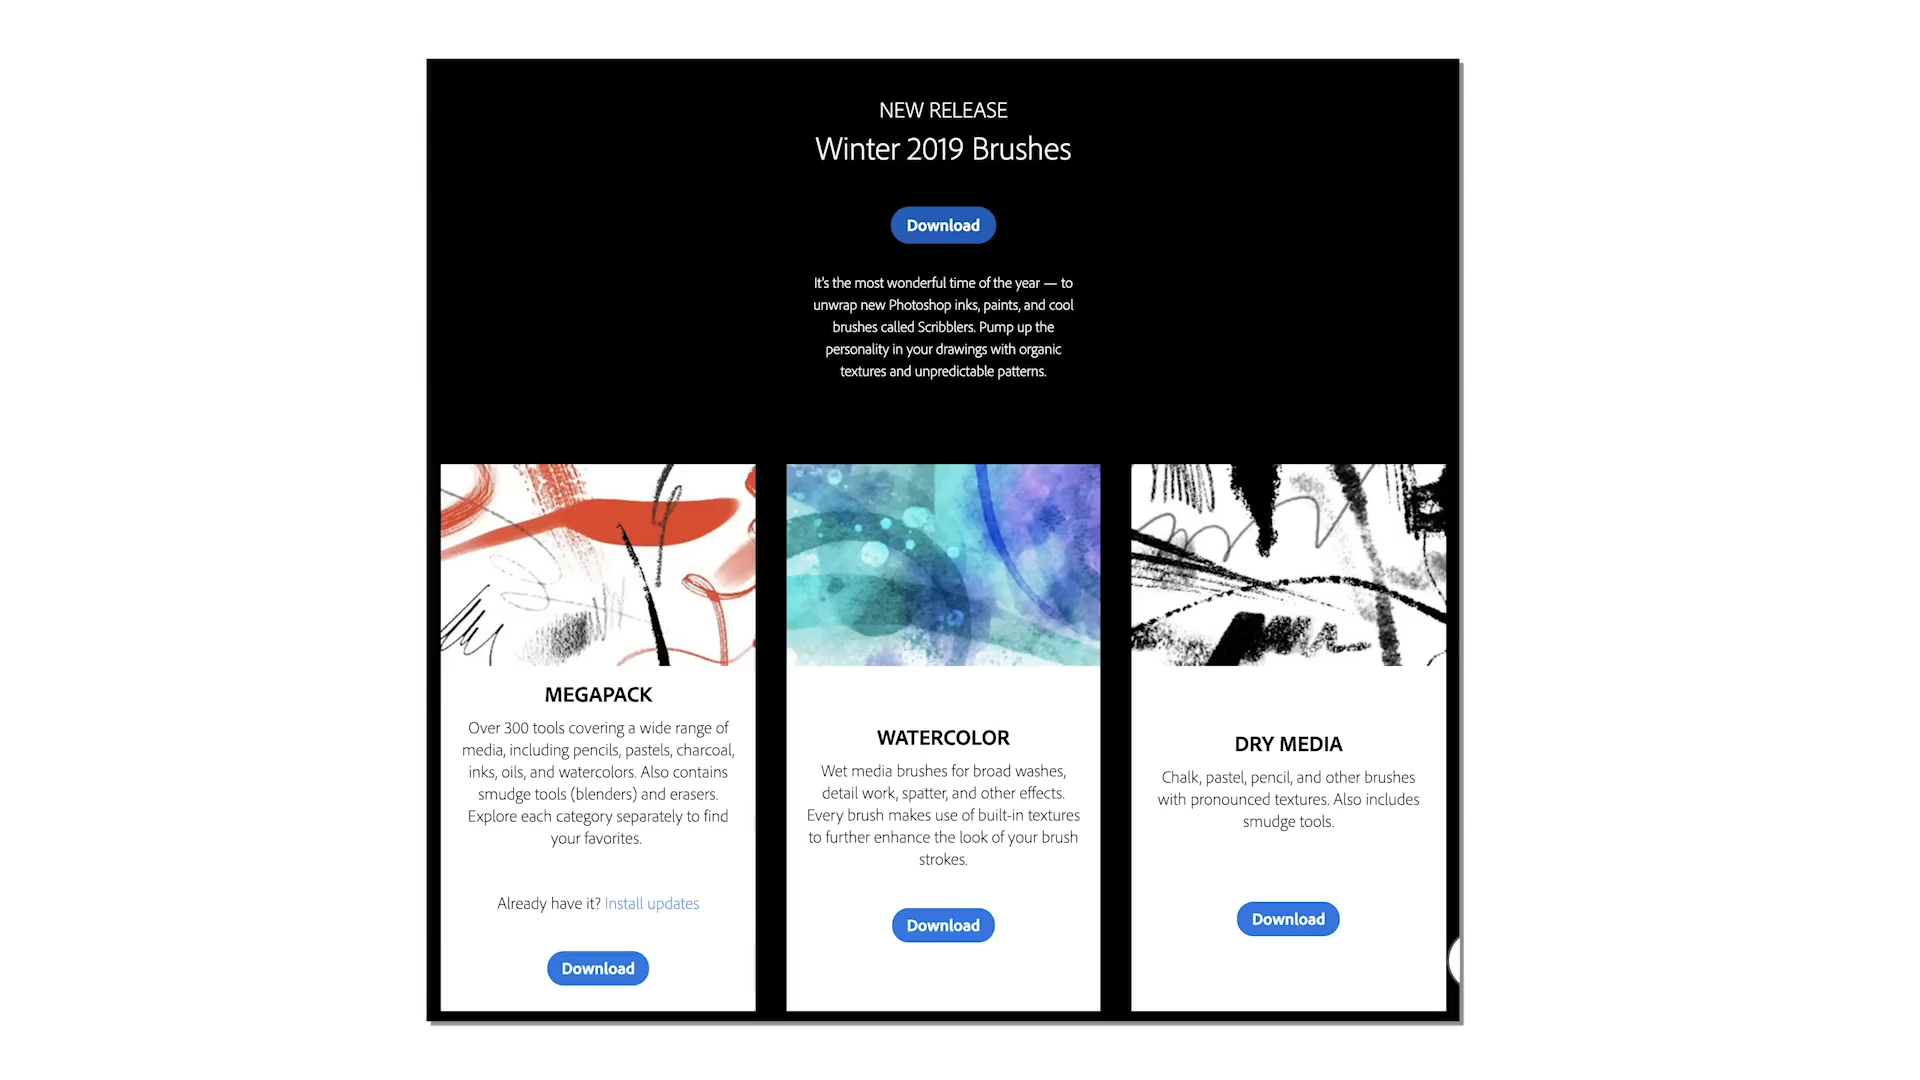 NEW RELEASE
Winter 2019 Brushes
Download
It's the most wonderful time of the year — to
unwrap new Photoshop inks, paints, and cool
brushes called Scribblers. Pump up the
personality in your drawings with organic
textures and unpredictable patterns.
MEGAPACK
Over 300 tools covering a wide range of
media, including pencils, pastels, charcoal,
inks, oils, and watercolors. Also contains
smudge tools (blenders) and erasers.
Explore each category separately to find
your favorites.
Already have it? Install updates
Download
WATERCOLOR
Wet media brushes for broad washes,
detail work, spatter, and other effects.
Every brush makes use of built-in textures
to further enhance the look of your brush
strokes.
Download
DRY MEDIA
Chalk, pastel, pencil, and other brushes
with pronounced textures. Also includes
smudge tools.
Download